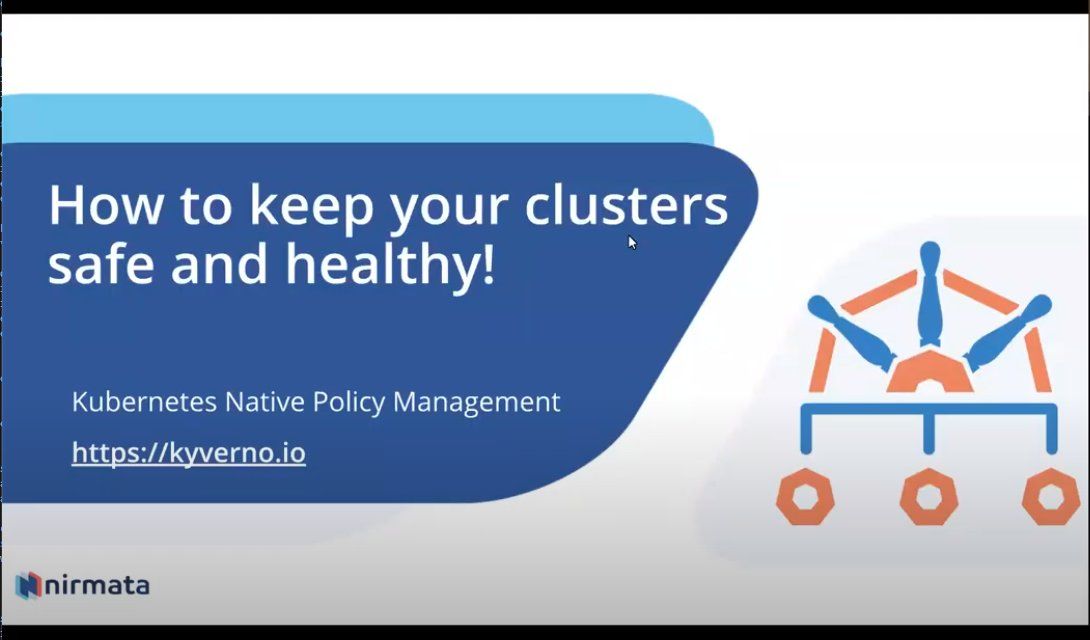 How to keep your clusters
safe and healthy!
Kubernetes Native Policy Management
https://kyverno.io
nirmata